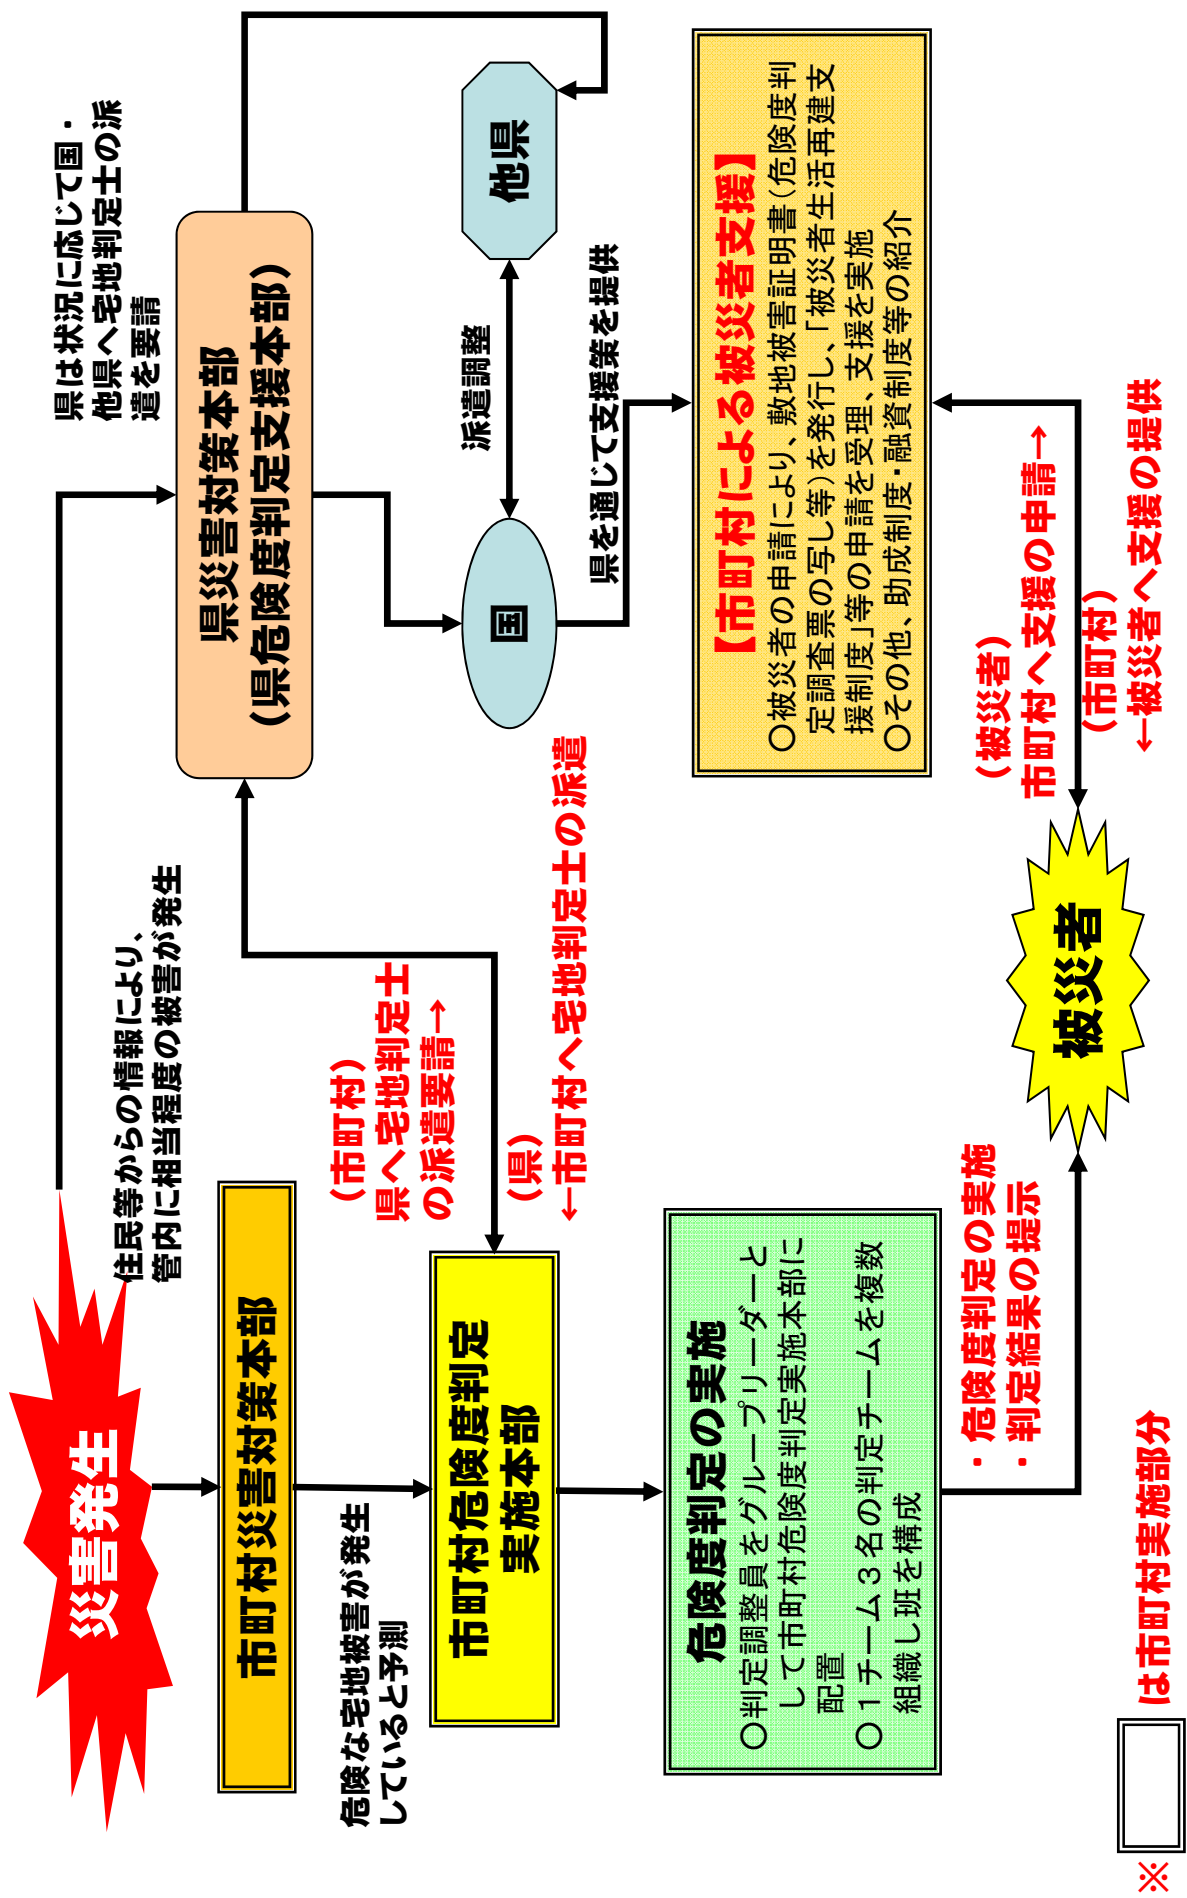 災害発生
住民等からの情報により、
管内に相当程度の被害が発生
県は状況に応じて国・
他県へ宅地判定士の派
遣を要請
市町村災害対策本部
県災害対策本部
（県危険度判定支援本部）
危険な宅地被害が発生
していると予測
（市町村）
県へ宅地判定士
の派遣要請→
市町村危険度判定
実施本部
（県）
←市町村へ宅地判定士の派遣
国
派遣調整
他県
県を通じて支援策を提供
危険度判定の実施
○判定調整員をグループリーダーと
して市町村危険度判定実施本部に
配置
○１チーム３名の判定チームを複数
組織し班を構成
【市町村による被災者支援】
○被災者の申請により、敷地被害証明書（危険度判
定調査票の写し等）を発行し、「被災者生活再建支
援制度」等の申請を受理、支援を実施
○その他、助成制度・融資制度等の紹介
・危険度判定の実施
・判定結果の提示
被災者
（被災者）
市町村へ支援の申請→
（市町村）
←被災者へ支援の提供
※
は市町村実施部分